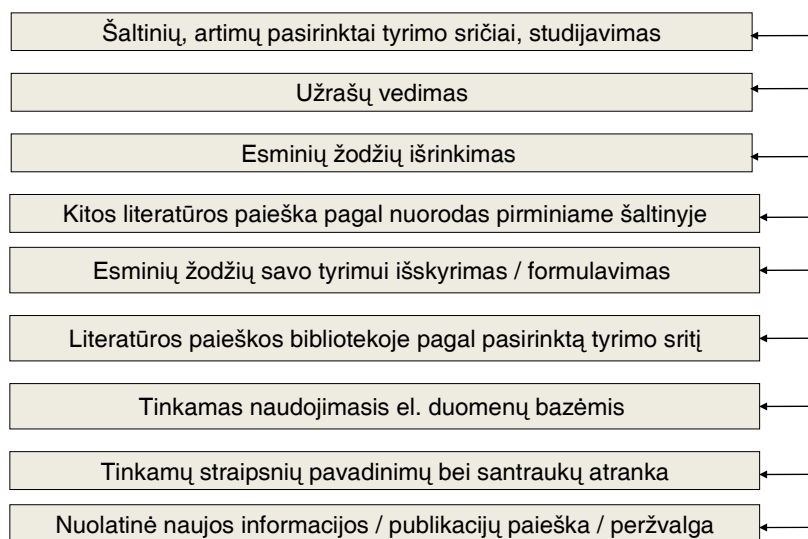 Šaltinių, artimų pasirinktai tyrimo sričiai, studijavimas
Užrašų vedimas
Esminių žodžių išrinkimas
Kitos literatūros paieška pagal nuorodas pirminiame šaltinyje
Esminių žodžių savo tyrimui išskyrimas / formulavimas
Literatūros paieškos bibliotekoje pagal pasirinktą tyrimo sritį
Tinkamas naudojimasis el. duomenų bazėmis
Tinkamų straipsnių pavadinimų bei santraukų atranka
Nuolatinė naujos informacijos / publikacijų paieška / peržvalga